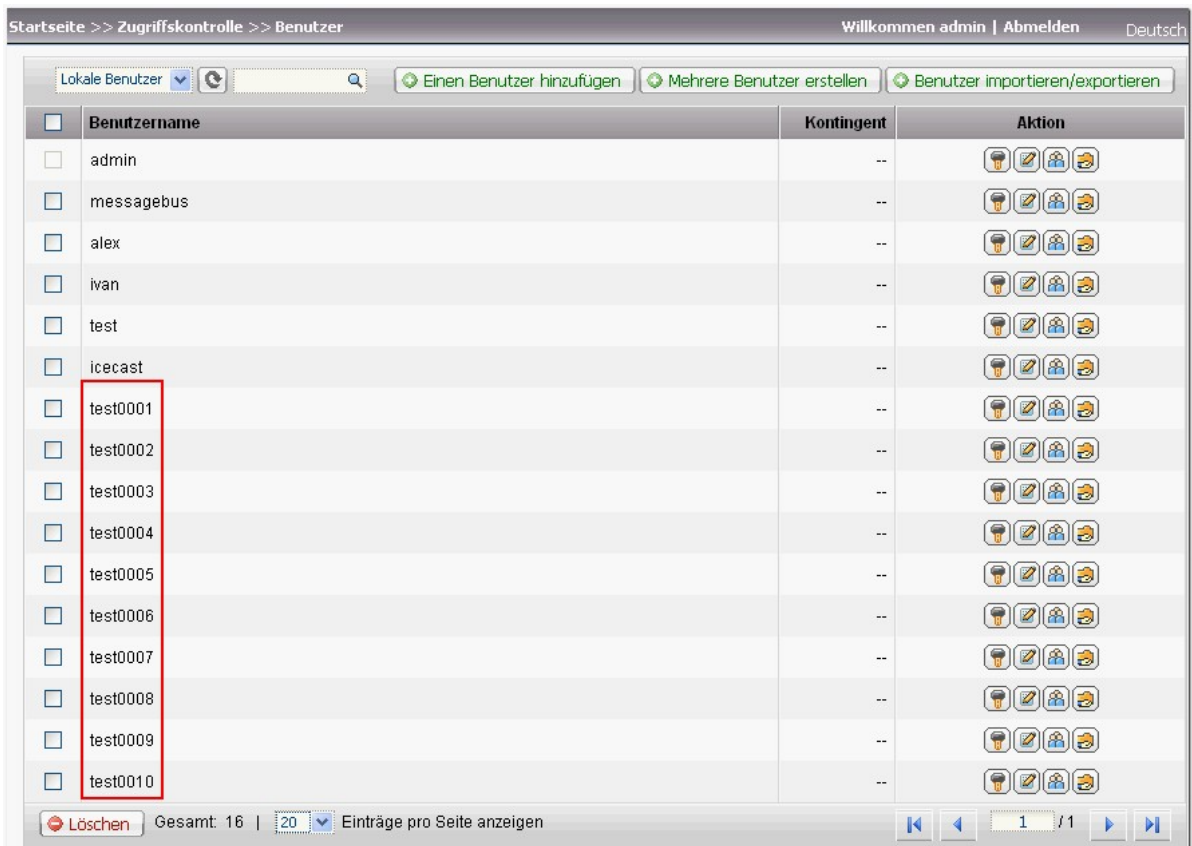 Startseite >> Zugriffskontrolle >> Benutzer Willkommen admin | Abmelden Deutsch
Lokale Benutzer Einen Benutzer hinzufügen Mehrere Benutzer erstellen Benutzer importieren/exportieren
Benutzername Kontingent Aktion
admin --
messagebus --
alex --
ivan --
test --
icecast --
test0001 --
test0002 --
test0003 --
test0004 --
test0005 --
test0006 --
test0007 --
test0008 --
test0009 --
test0010 --
Löschen Gesamt: 16 | 20 Einträge pro Seite anzeigen 1 /1